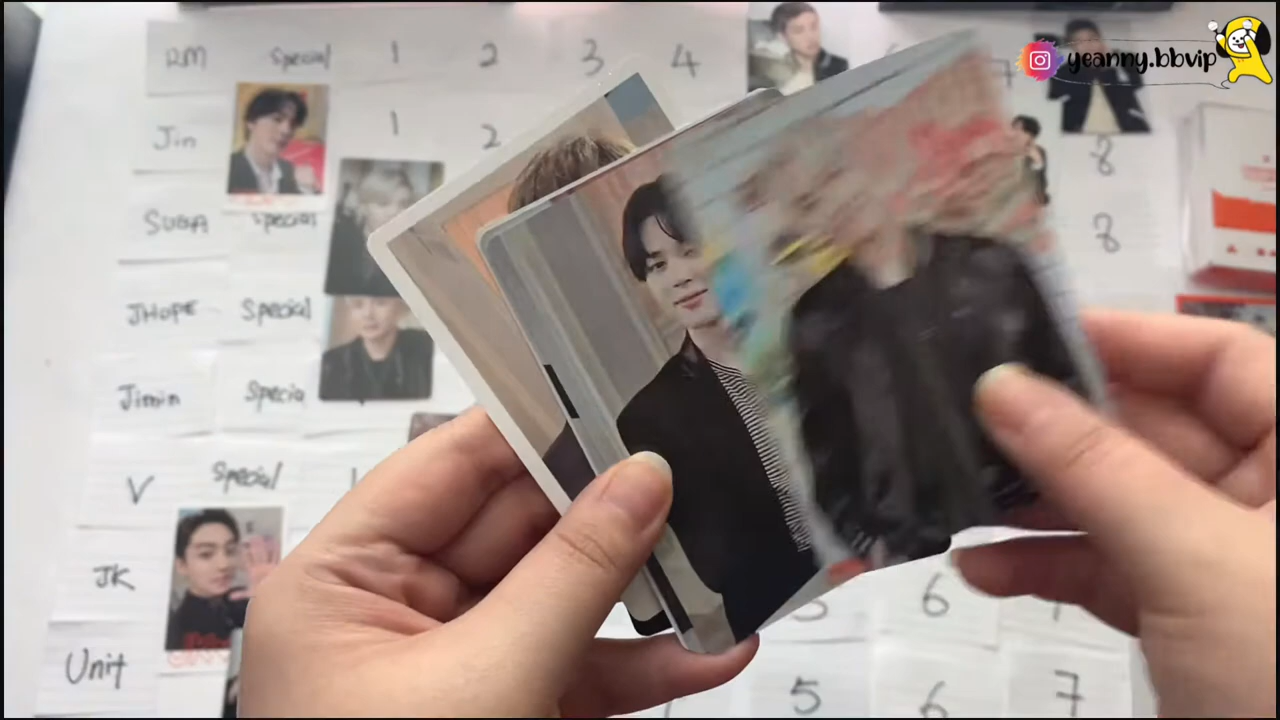 yeanny.bbvip
RM Special 1 2 3 4
Jin 1 2 8
SUGA Special 8
JHOPE Special
Jimin Specia
V Special
JK 6
Unit 5 6 7